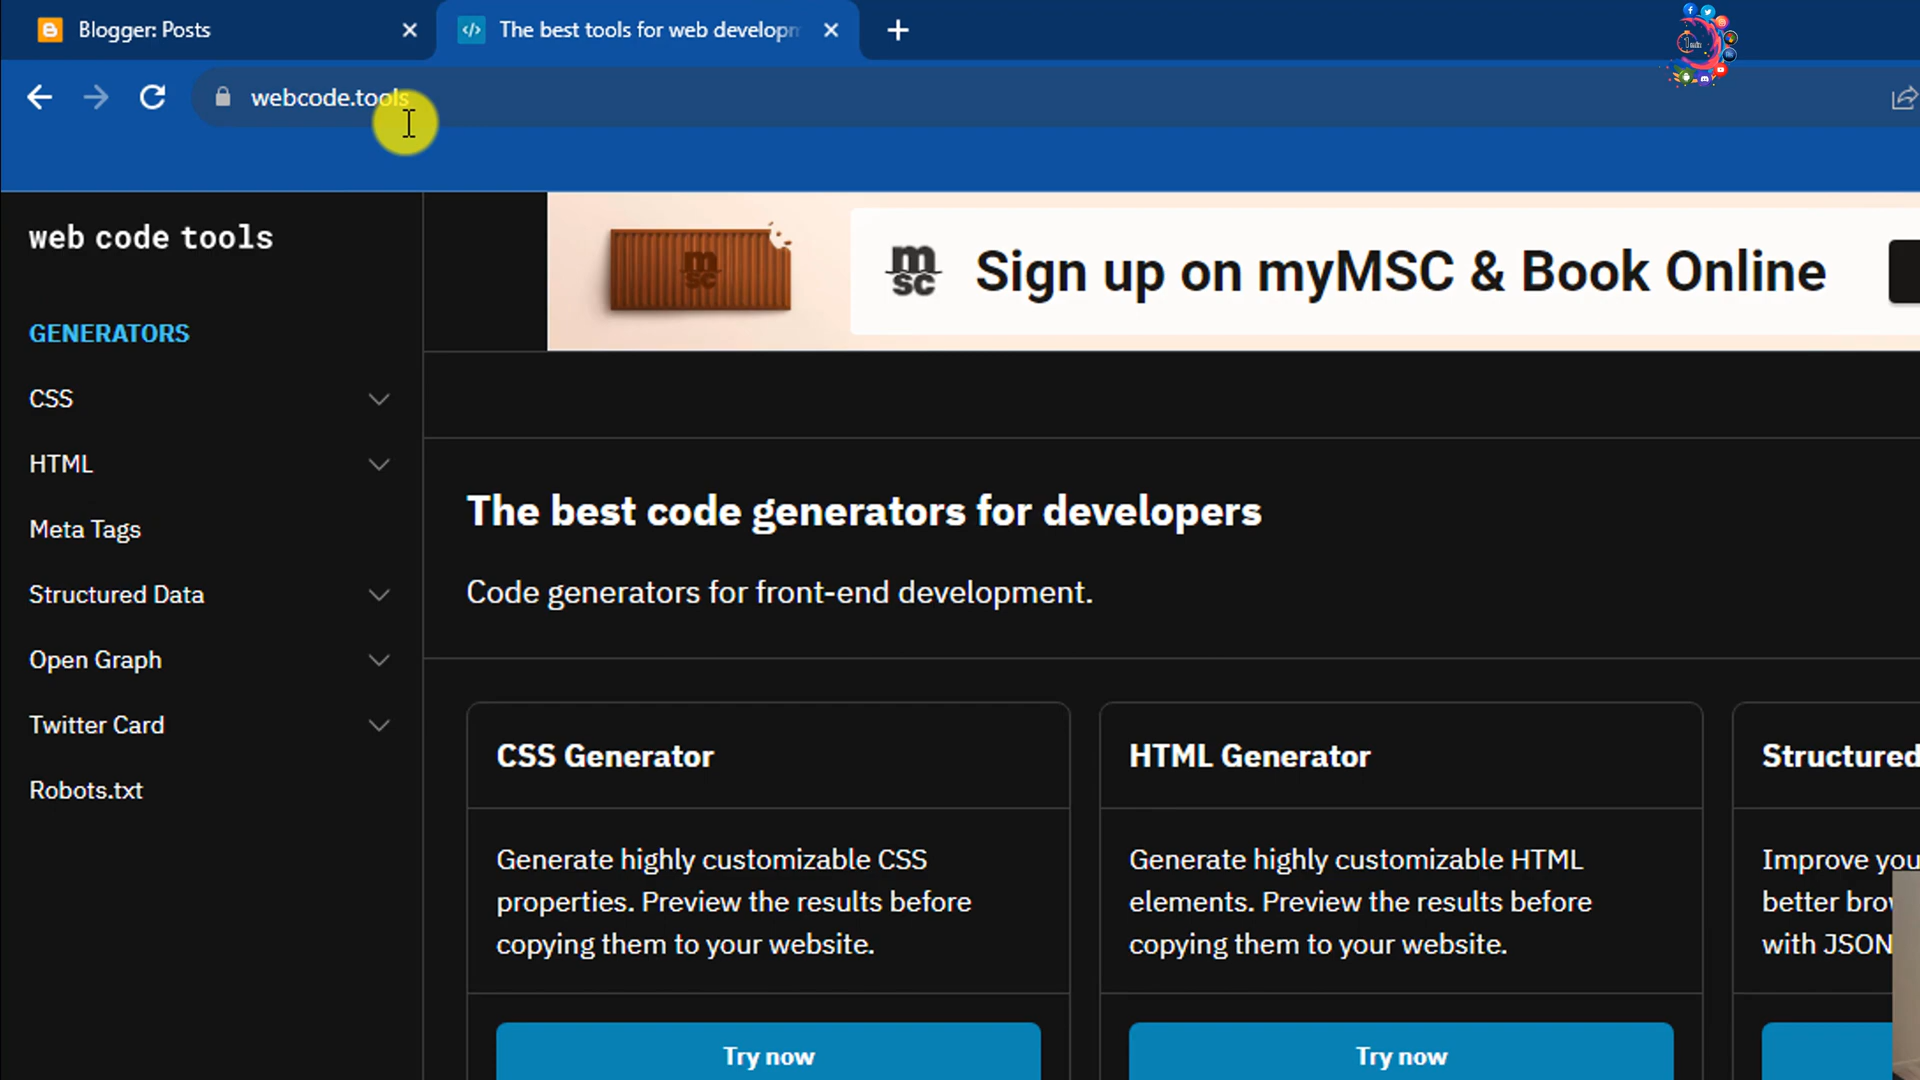 Blogger: Posts
The best tools for web developm
webcode.tools
web code tools
msc
msc
Sign up on myMSC & Book Online
GENERATORS
CSS
HTML
Meta Tags
Structured Data
Open Graph
Twitter Card
Robots.txt
The best code generators for developers
Code generators for front-end development.
CSS Generator
Generate highly customizable CSS
properties. Preview the results before
copying them to your website.
Try now
HTML Generator
Generate highly customizable HTML
elements. Preview the results before
copying them to your website.
Try now
Structured
Improve you
better brow
with JSON